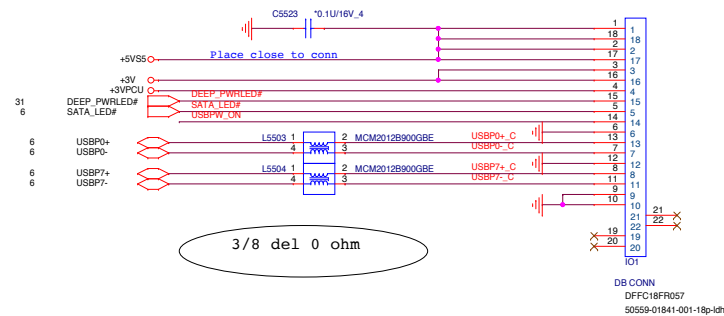 C5523 *0.1U/16V_4
Place close to conn
+5VS5
+3V
+3VPCU
31 DEEP_PWRLED# DEEP_PWRLED#
6 SATA_LED# SATA_LED#
USBPW_ON
6 USBP0+ L5503 1 2 MCM2012B900GBE USBP0+_C
6 USBP0- 4 3 USBP0-_C
6 USBP7+ L5504 1 2 MCM2012B900GBE USBP7+_C
6 USBP7- 4 3 USBP7-_C
3/8 del 0 ohm
1 1
18 18
2 2
17 17
3 3
16 16
4 4
15 15
5 5
14 14
6 6
13 13
7 7
12 12
8 8
11 11
9 9
10 10
21 21
22 22
19 19
20 20
IO1
DB CONN
DFFC18FR057
50559-01841-001-18p-ldh